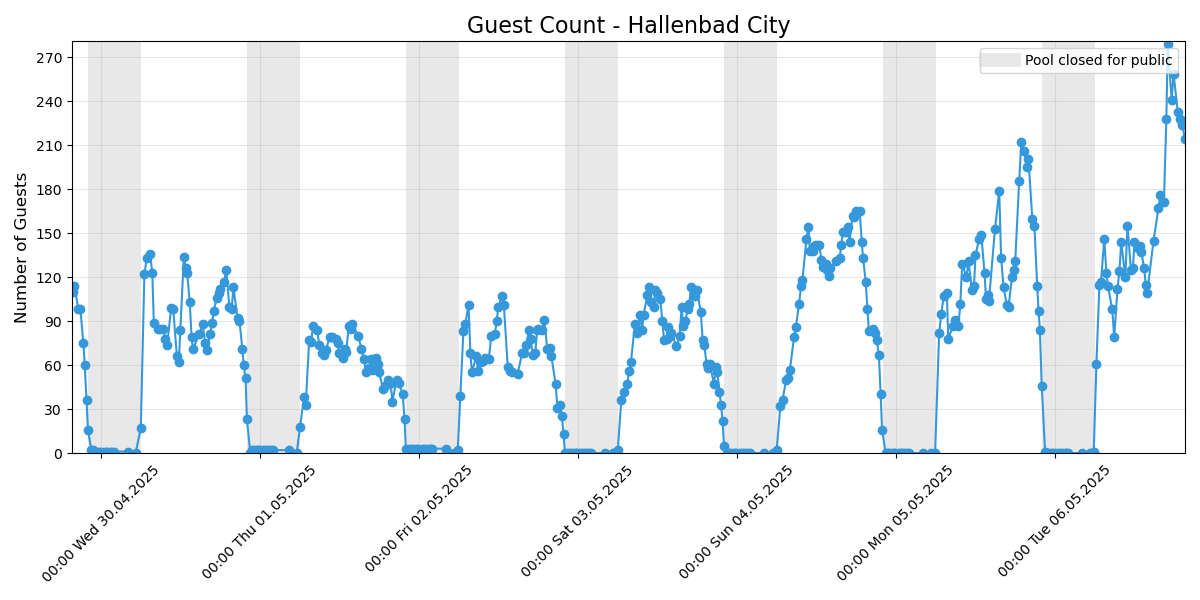 Guest Count - Hallenbad City
Pool closed for public
Number of Guests
270
240
210
180
150
120
90
60
30
0
00:00 Wed 30.04.2025
00:00 Thu 01.05.2025
00:00 Fri 02.05.2025
00:00 Sat 03.05.2025
00:00 Sun 04.05.2025
00:00 Mon 05.05.2025
00:00 Tue 06.05.2025